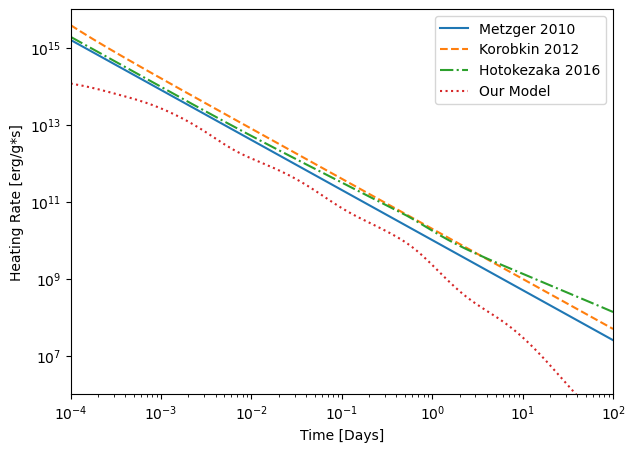 Metzger 2010
Korobkin 2012
Hotokezaka 2016
Our Model
Heating Rate [erg/g*s]
10^15
10^13
10^11
10^9
10^7
10^-4 10^-3 10^-2 10^-1 10^0 10^1 10^2
Time [Days]